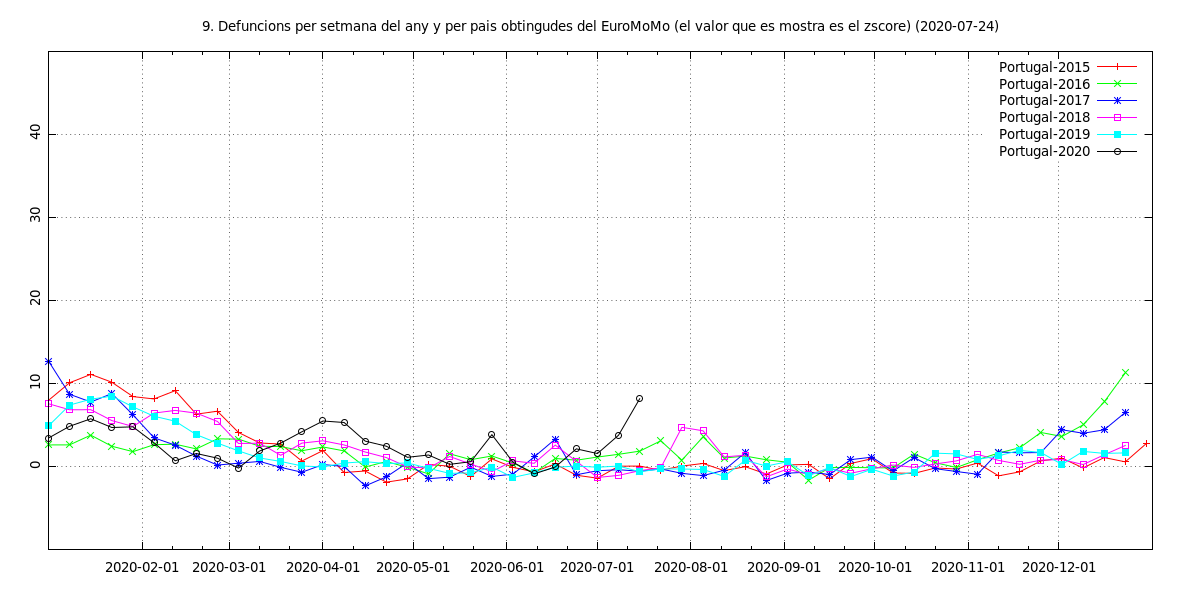 9. Defuncions per setmana del any y per pais obtingudes del EuroMoMo (el valor que es mostra es el zscore) (2020-07-24)
Portugal-2015
Portugal-2016
Portugal-2017
Portugal-2018
Portugal-2019
Portugal-2020
40
30
20
10
0
2020-02-01 2020-03-01 2020-04-01 2020-05-01 2020-06-01 2020-07-01 2020-08-01 2020-09-01 2020-10-01 2020-11-01 2020-12-01